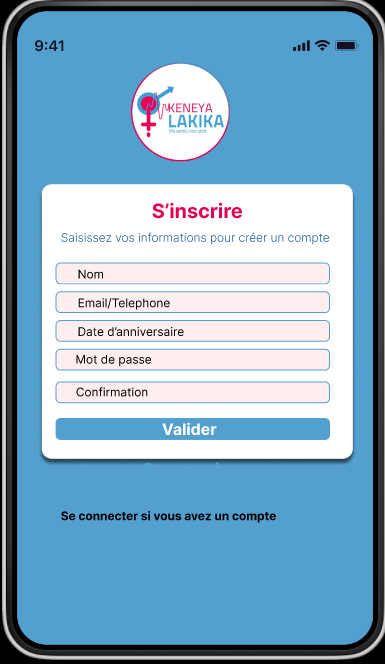 9:41
KENEYA
LAKIKA
Ma santé, mon droit
S'inscrire
Saisissez vos informations pour créer un compte
Nom
Email/Telephone
Date d'anniversaire
Mot de passe
Confirmation
Valider
Se connecter si vous avez un compte